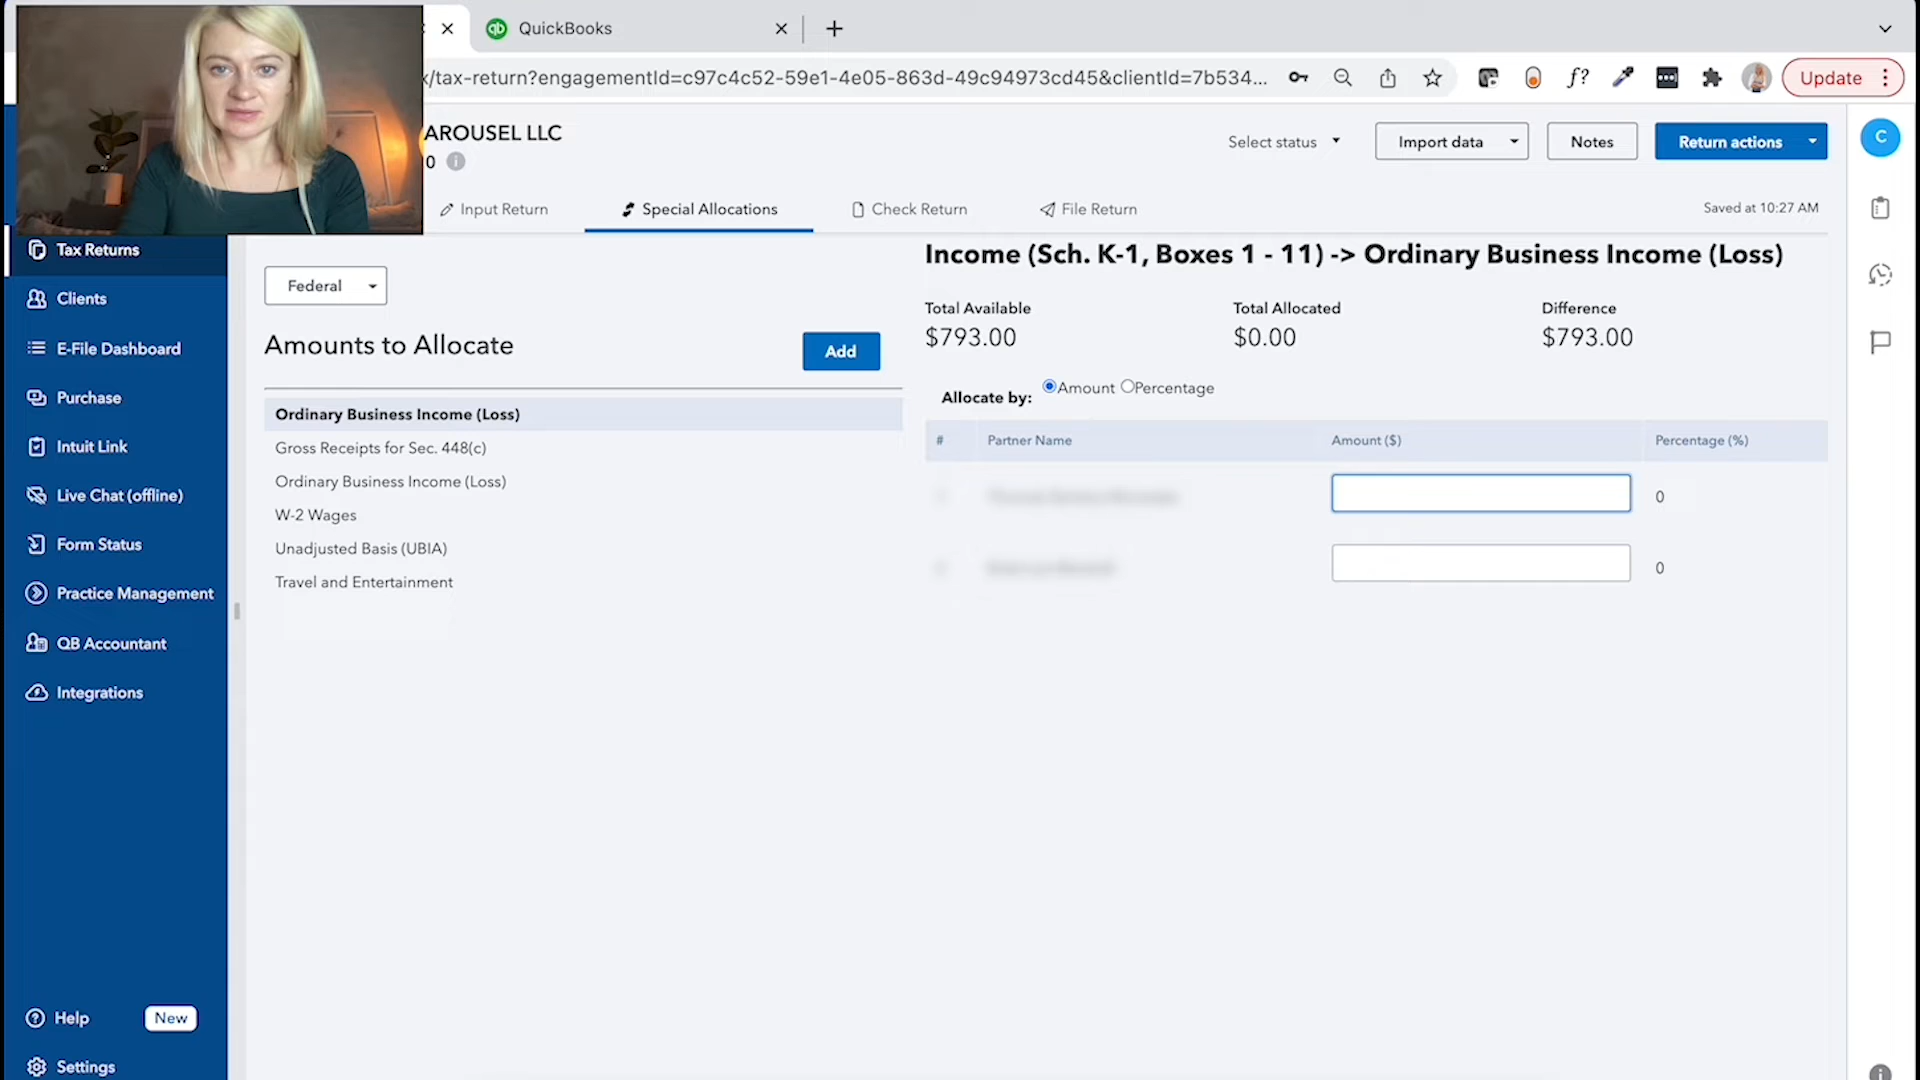 QuickBooks
x/tax-return?engagementId=c97c4c52-59e1-4e05-863d-49c94973cd45&clientId=7b534...
Update
AROUSEL LLC
0
Select status
Import data
Notes
Return actions
C
Input Return
Special Allocations
Check Return
File Return
Saved at 10:27 AM
Tax Returns
Clients
E-File Dashboard
Purchase
Intuit Link
Live Chat (offline)
Form Status
Practice Management
QB Accountant
Integrations
Help
New
Settings
Federal
Amounts to Allocate
Add
Ordinary Business Income (Loss)
Gross Receipts for Sec. 448(c)
Ordinary Business Income (Loss)
W-2 Wages
Unadjusted Basis (UBIA)
Travel and Entertainment
Income (Sch. K-1, Boxes 1 - 11) -> Ordinary Business Income (Loss)
Total Available
Total Allocated
Difference
$793.00
$0.00
$793.00
Allocate by:
Amount
Percentage
#
Partner Name
Amount ($)
Percentage (%)
0
0